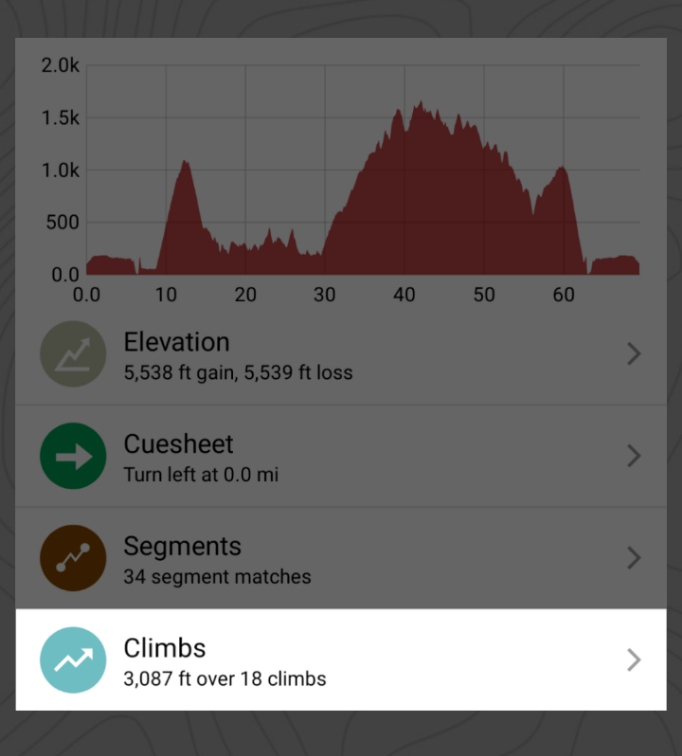 2.0k
1.5k
1.0k
500
0.0
0.0 10 20 30 40 50 60
Elevation
5,538 ft gain, 5,539 ft loss
Cuesheet
Turn left at 0.0 mi
Segments
34 segment matches
Climbs
3,087 ft over 18 climbs